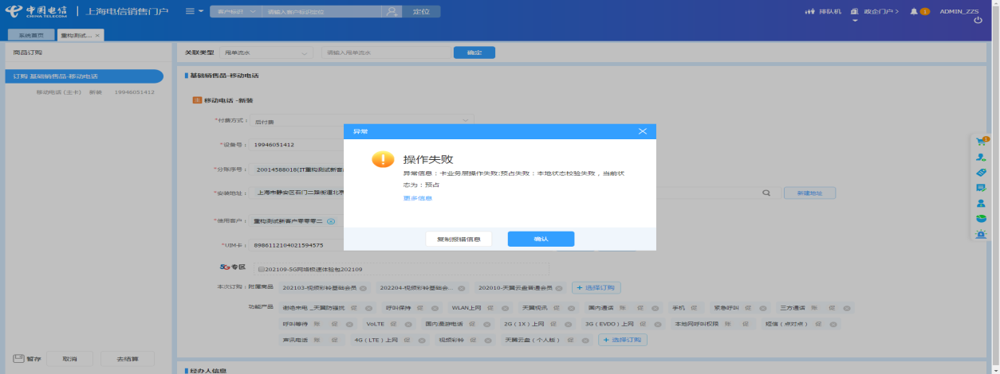 中国电信 CHINA TELECOM 上海电信销售门户 客户标识 请输入客户标识定位 定位 排队机 政企门户> 1 ADMIN_ZZS
系统首页 重构测试... ×
商品订购
关联类型 甩单流水 请输入甩单流水 确定
订购 基础销售品-移动电话
基础销售品-移动电话
移动电话(主卡) 新装 19946051412
移动电话 -新装
*付费方式: 后付费
异常
*设备号: 19946051412
操作失败
*分账序号: 20014588018(IT重构测试新客
异常信息:卡业务层操作失败:预占失败:本地状态校验失败,当前状
态为:预占
*安装地址: 上海市静安区石门二路街道北京 新建地址
更多信息
*使用客户: 重构测试新客户零零零二
复制报错信息 确认
*UIM卡: 8986112104021594575
5G专区 202109-5G网络极速体验包202109
本次订购: 附属商品 202103-视频彩铃基础会员 202204-视频彩铃基础会... 202010-天翼云盘普通会员 + 选择订购
功能产品 谢绝来电_天翼防骚扰 促 呼叫保持 促 WLAN上网 促 天翼视讯 促 国内通话 账 促 手机 促 紧急呼叫 促 三方通话 账 促
呼叫等待 账 促 VoLTE 促 国内漫游电话 促 2G(1X)上网 促 3G(EVDO)上网 促 本地网呼叫权限 账 促 短信(点对点) 促
声讯电话 账 促 4G(LTE)上网 促 视频彩铃 促 天翼云盘(个人版) 促 + 选择订购
暂存 取消 去结算
经办人信息